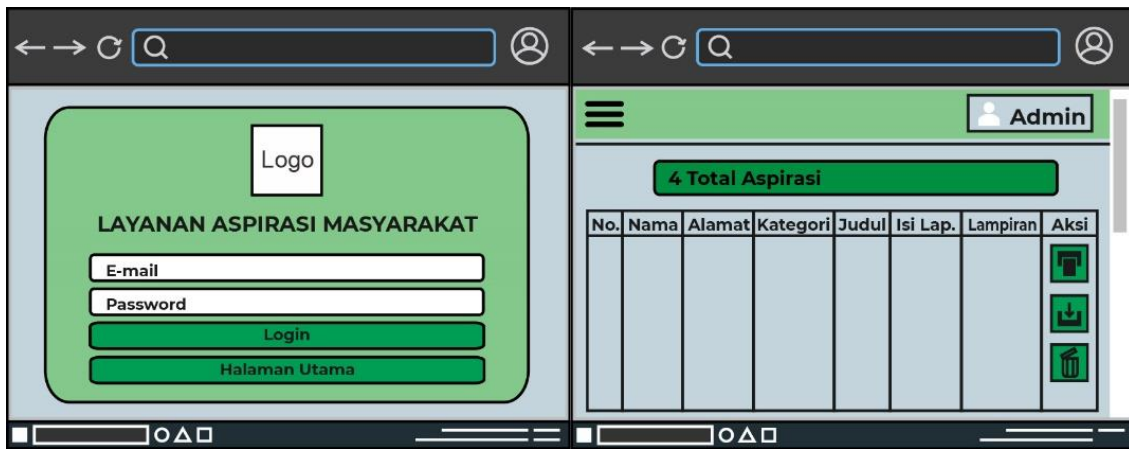 Logo
LAYANAN ASPIRASI MASYARAKAT
E-mail
Password
Login
Halaman Utama
Admin
4 Total Aspirasi
No. Nama Alamat Kategori Judul Isi Lap. Lampiran Aksi